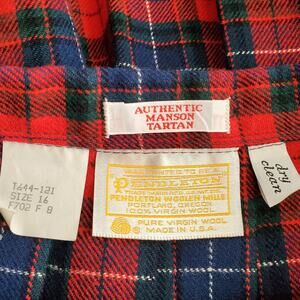 AUTHENTIC
MANSON
TARTAN
T644-121
SIZE 16
F702 F 8
WARRANTED TO BE A
PENDLETON
PENDLETON WOOLEN MILLS
PORTLAND, OREGON
100% VIRGIN WOOL
PURE VIRGIN WOOL
MADE IN U.S.A.
dry
clean